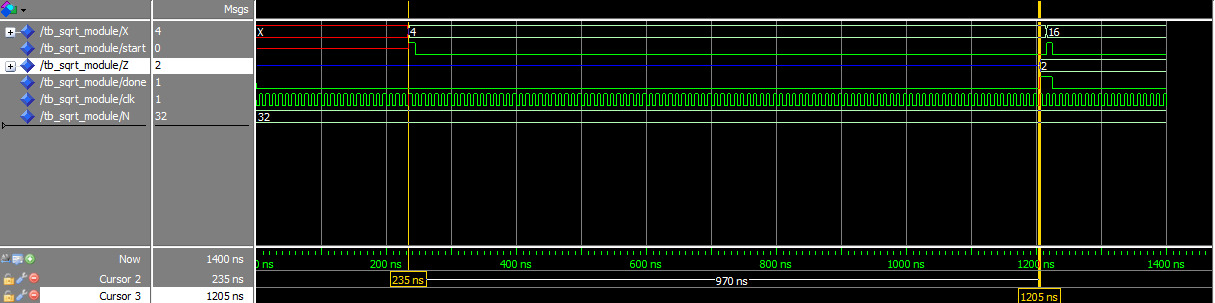 Msgs
/tb_sqrt_module/X 4 X 4 16
/tb_sqrt_module/start 0
/tb_sqrt_module/Z 2 2
/tb_sqrt_module/done 1
/tb_sqrt_module/clk 1
/tb_sqrt_module/N 32 32
Now 1400 ns 0 ns 200 ns 400 ns 600 ns 800 ns 1000 ns 1200 ns 1400 ns
Cursor 2 235 ns 235 ns 970 ns
Cursor 3 1205 ns 1205 ns